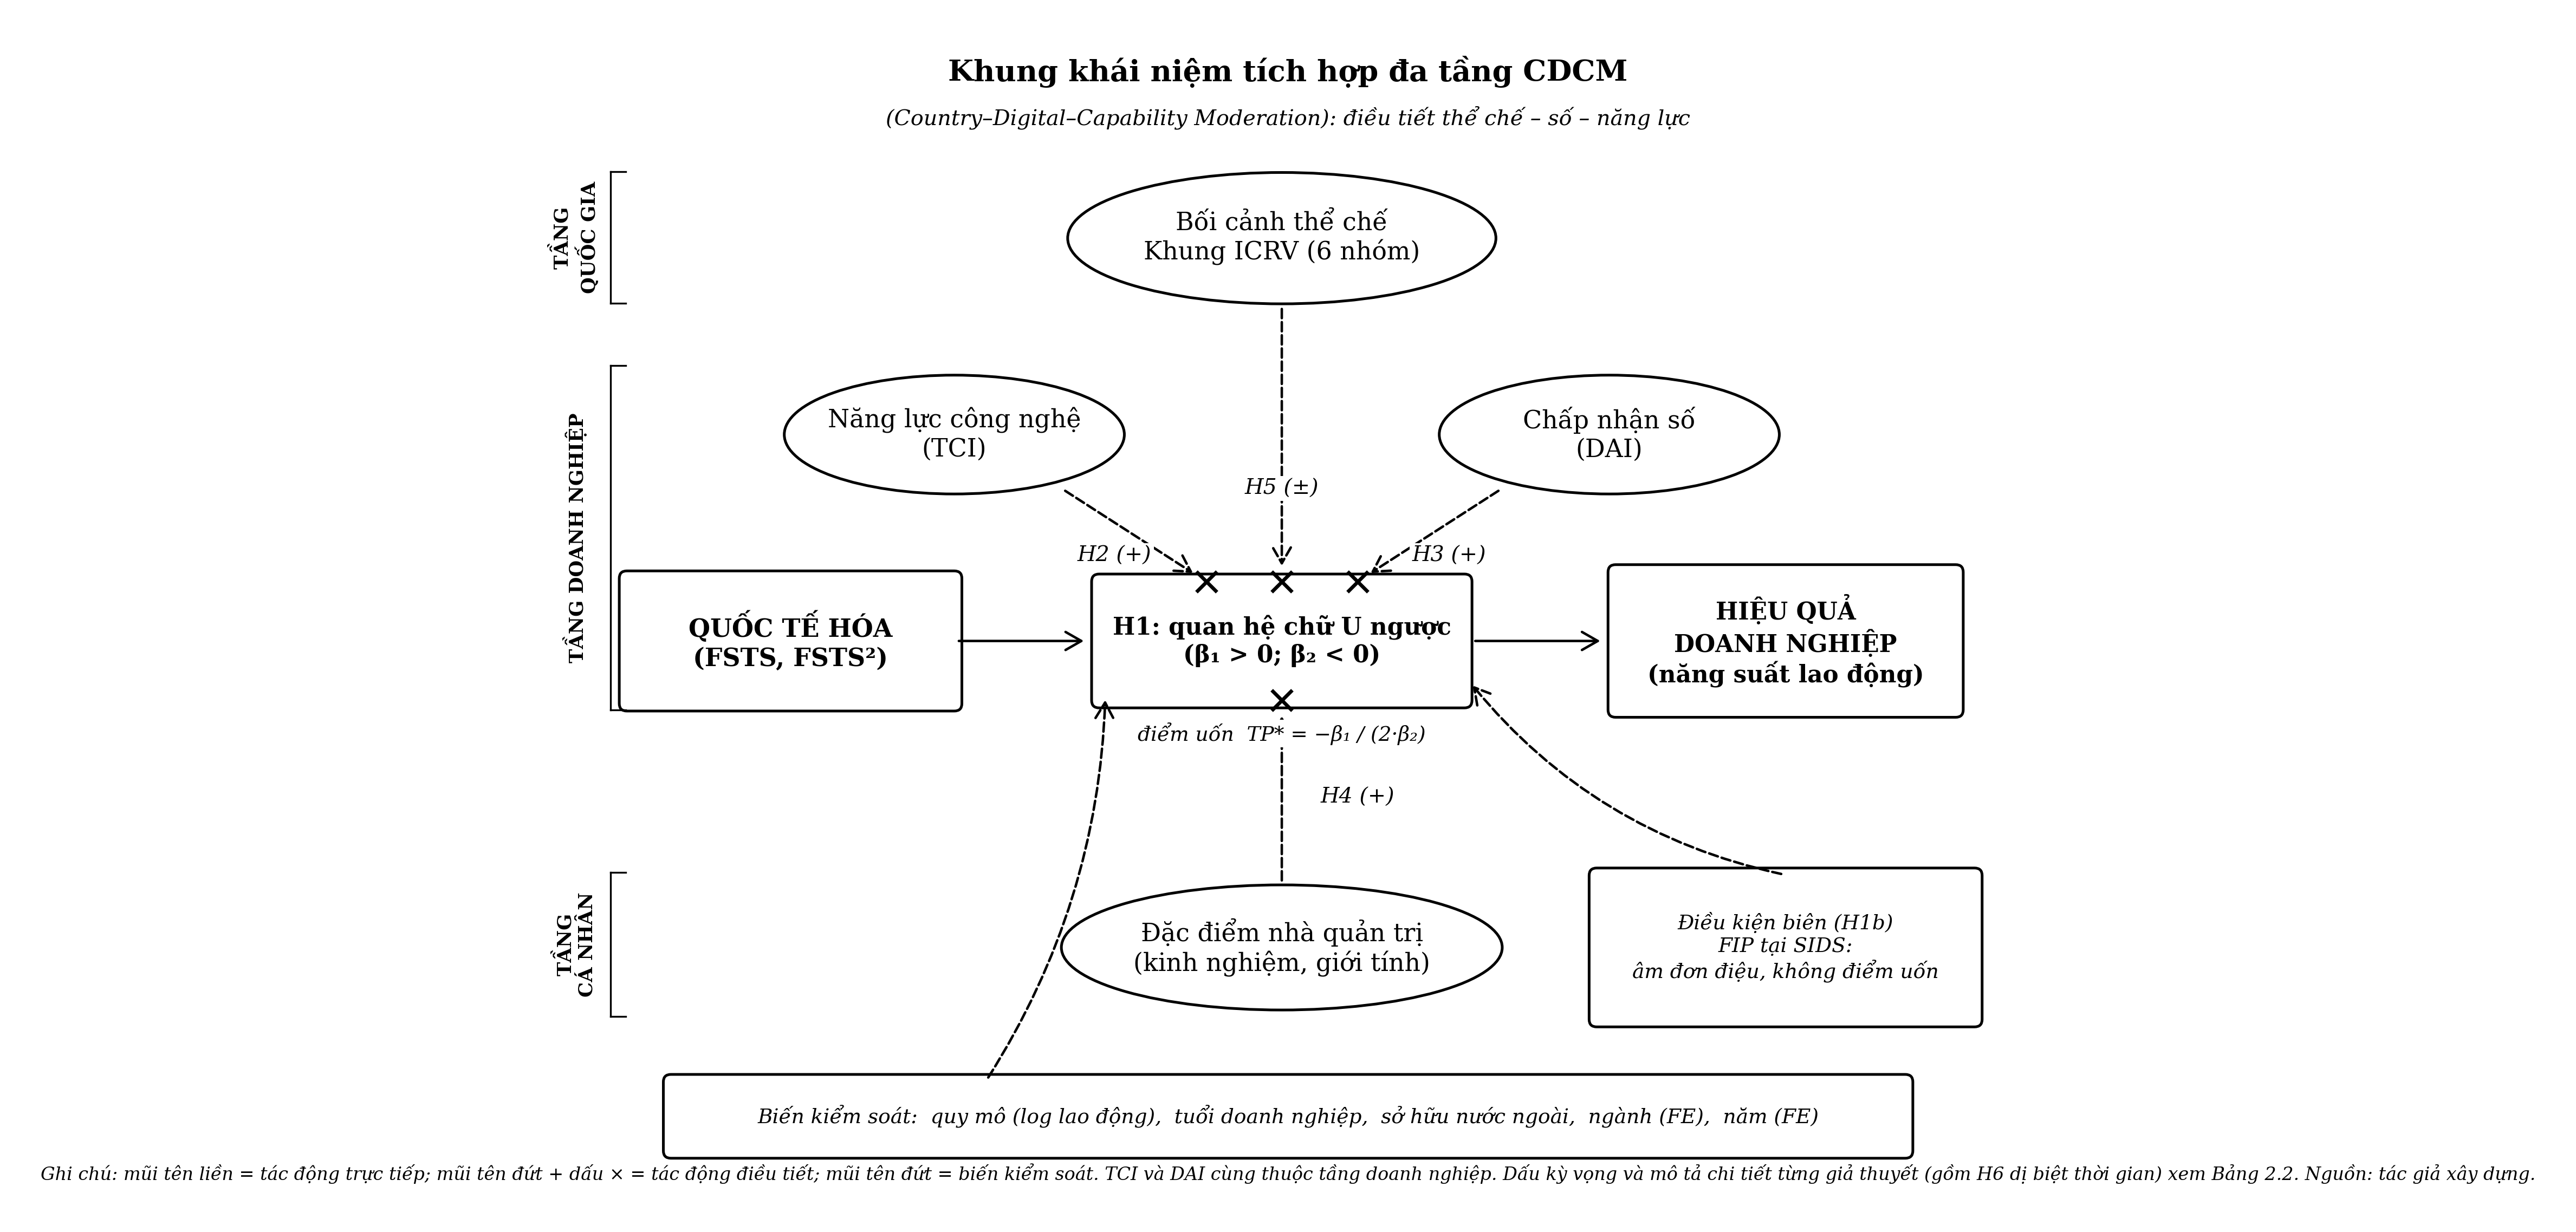 Khung khái niệm tích hợp đa tầng CDCM
(Country–Digital–Capability Moderation): điều tiết thể chế – số – năng lực
TẦNG
QUỐC GIA
Bối cảnh thể chế
Khung ICRV (6 nhóm)
TẦNG DOANH NGHIỆP
Năng lực công nghệ
(TCI)
Chấp nhận số
(DAI)
H5 (±)
H2 (+)
H3 (+)
QUỐC TẾ HÓA
(FSTS, FSTS²)
H1: quan hệ chữ U ngược
(β₁ > 0; β₂ < 0)
HIỆU QUẢ
DOANH NGHIỆP
(năng suất lao động)
điểm uốn TP* = −β₁ / (2·β₂)
H4 (+)
TẦNG
CÁ NHÂN
Đặc điểm nhà quản trị
(kinh nghiệm, giới tính)
Điều kiện biên (H1b)
FIP tại SIDS:
âm đơn điệu, không điểm uốn
Biến kiểm soát: quy mô (log lao động), tuổi doanh nghiệp, sở hữu nước ngoài, ngành (FE), năm (FE)
Ghi chú: mũi tên liền = tác động trực tiếp; mũi tên đứt + dấu × = tác động điều tiết; mũi tên đứt = biến kiểm soát. TCI và DAI cùng thuộc tầng doanh nghiệp. Dấu kỳ vọng và mô tả chi tiết từng giả thuyết (gồm H6 dị biệt thời gian) xem Bảng 2.2. Nguồn: tác giả xây dựng.